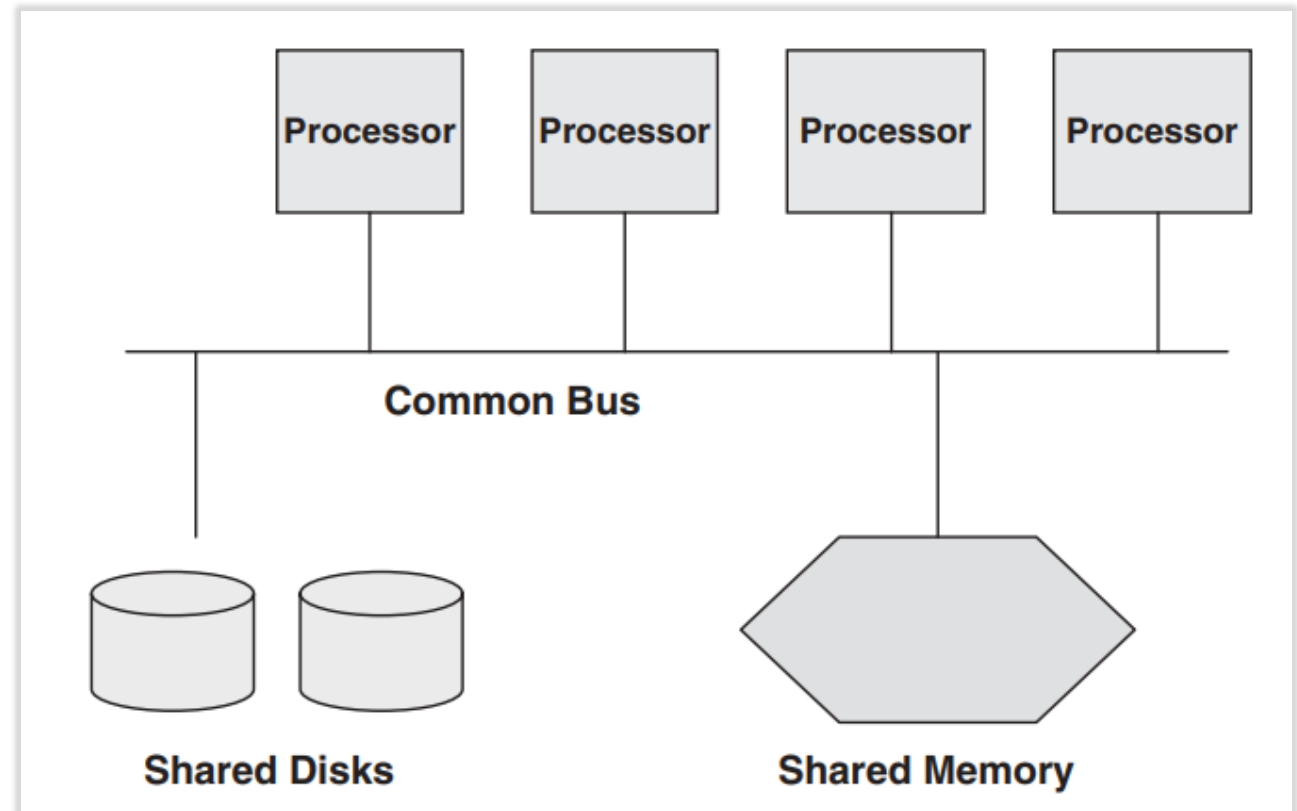 Processor
Processor
Processor
Processor
Common Bus
Shared Disks
Shared Memory